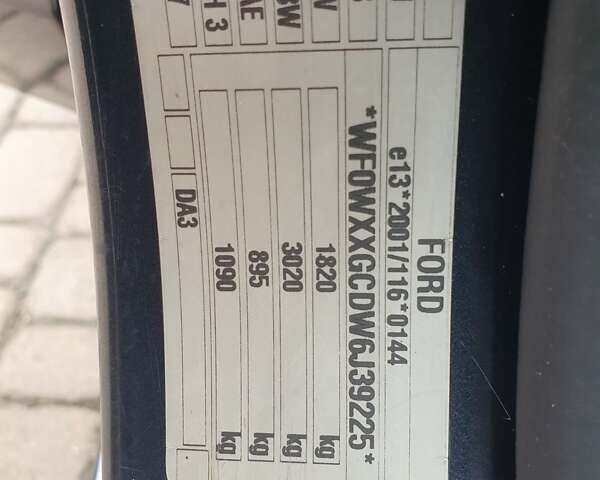 FORD
e13*2001/116*0144
*WF0WXXGCDW6J39225*
1820 kg
3020 kg
895 kg
1090 kg
DA3